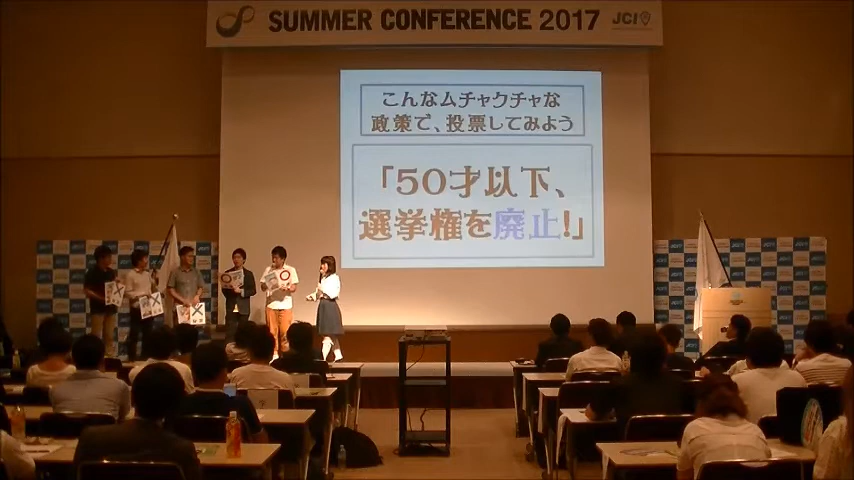 SUMMER CONFERENCE 2017
JCI
こんなムチャクチャな
政策で、投票してみよう
「50才以下、
選挙権を廃止!」